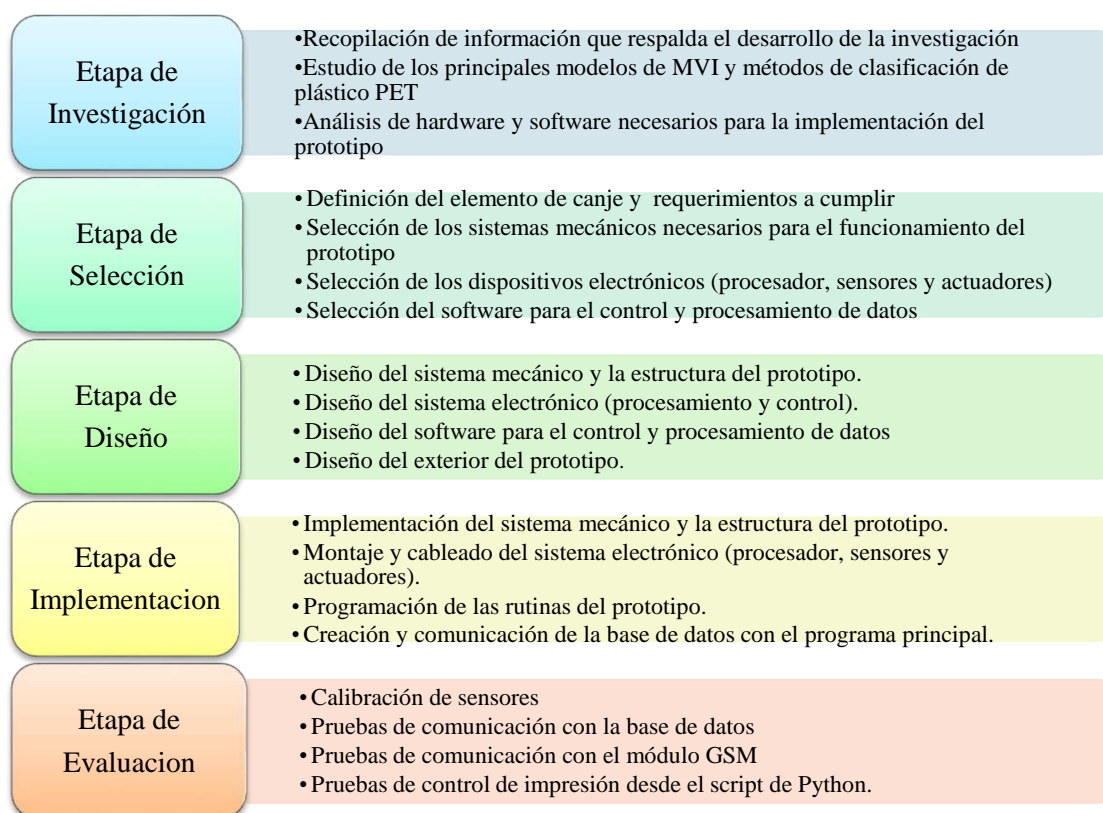 Etapa de
Investigación
•Recopilación de información que respalda el desarrollo de la investigación
•Estudio de los principales modelos de MVI y métodos de clasificación de
plástico PET
•Análisis de hardware y software necesarios para la implementación del
prototipo
Etapa de
Selección
•Definición del elemento de canje y  requerimientos a cumplir
•Selección de los sistemas mecánicos necesarios para el funcionamiento del
prototipo
•Selección de los dispositivos electrónicos (procesador, sensores y actuadores)
•Selección del software para el control y procesamiento de datos
Etapa de
Diseño
•Diseño del sistema mecánico y la estructura del prototipo.
•Diseño del sistema electrónico (procesamiento y control).
•Diseño del software para el control y procesamiento de datos
•Diseño del exterior del prototipo.
Etapa de
Implementacion
•Implementación del sistema mecánico y la estructura del prototipo.
•Montaje y cableado del sistema electrónico (procesador, sensores y
actuadores).
•Programación de las rutinas del prototipo.
•Creación y comunicación de la base de datos con el programa principal.
Etapa de
Evaluacion
•Calibración de sensores
•Pruebas de comunicación con la base de datos
•Pruebas de comunicación con el módulo GSM
•Pruebas de control de impresión desde el script de Python.